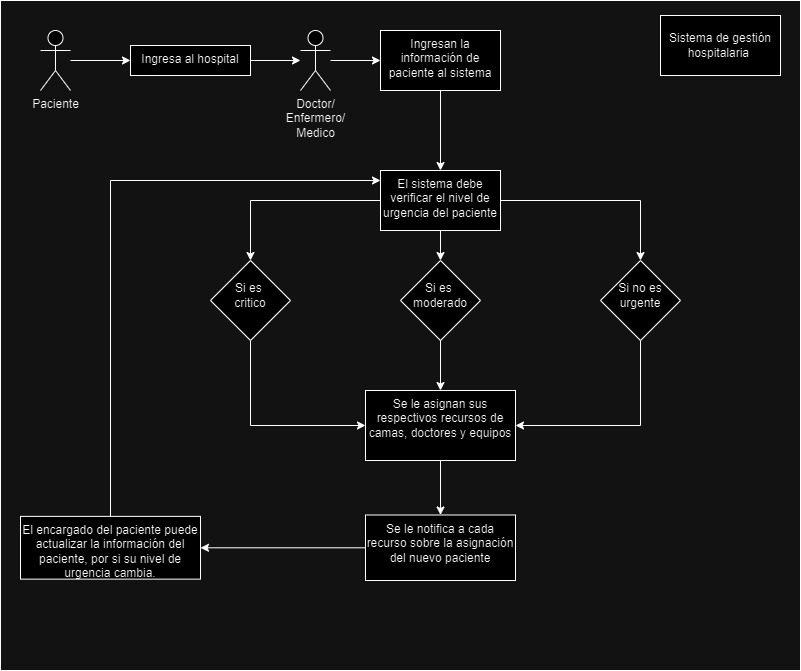 Sistema de gestión
hospitalaria
Paciente
Ingresa al hospital
Doctor/
Enfermero/
Medico
Ingresan la
información de
paciente al sistema
El sistema debe
verificar el nivel de
urgencia del paciente
Si es
critico
Si es
moderado
Si no es
urgente
Se le asignan sus
respectivos recursos de
camas, doctores y equipos
Se le notifica a cada
recurso sobre la asignación
del nuevo paciente
El encargado del paciente puede
actualizar la información del
paciente, por si su nivel de
urgencia cambia.